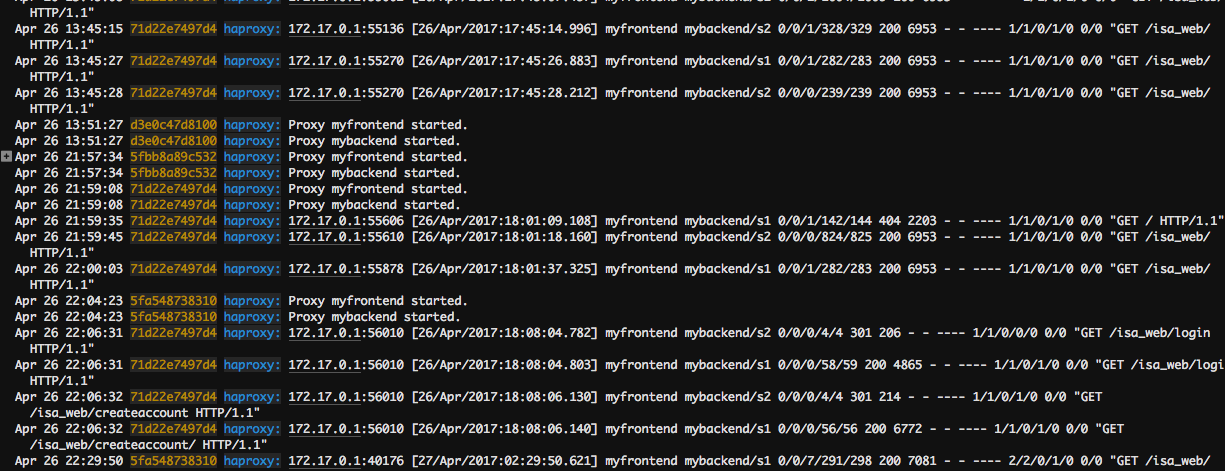 HTTP/1.1"
Apr 26 13:45:15 71d22e7497d4 haproxy: 172.17.0.1:55136 [26/Apr/2017:17:45:14.996] myfrontend mybackend/s2 0/0/1/328/329 200 6953 - - ---- 1/1/0/1/0 0/0 "GET /isa_web/
HTTP/1.1"
Apr 26 13:45:27 71d22e7497d4 haproxy: 172.17.0.1:55270 [26/Apr/2017:17:45:26.883] myfrontend mybackend/s1 0/0/1/282/283 200 6953 - - ---- 1/1/0/1/0 0/0 "GET /isa_web/
HTTP/1.1"
Apr 26 13:45:28 71d22e7497d4 haproxy: 172.17.0.1:55270 [26/Apr/2017:17:45:28.212] myfrontend mybackend/s2 0/0/0/239/239 200 6953 - - ---- 1/1/0/1/0 0/0 "GET /isa_web/
HTTP/1.1"
Apr 26 13:51:27 d3e0c47d8100 haproxy: Proxy myfrontend started.
Apr 26 13:51:27 d3e0c47d8100 haproxy: Proxy mybackend started.
Apr 26 21:57:34 5fbb8a89c532 haproxy: Proxy myfrontend started.
Apr 26 21:57:34 5fbb8a89c532 haproxy: Proxy mybackend started.
Apr 26 21:59:08 71d22e7497d4 haproxy: Proxy myfrontend started.
Apr 26 21:59:08 71d22e7497d4 haproxy: Proxy mybackend started.
Apr 26 21:59:35 71d22e7497d4 haproxy: 172.17.0.1:55606 [26/Apr/2017:18:01:09.108] myfrontend mybackend/s1 0/0/1/142/144 404 2203 - - ---- 1/1/0/1/0 0/0 "GET / HTTP/1.1"
Apr 26 21:59:45 71d22e7497d4 haproxy: 172.17.0.1:55610 [26/Apr/2017:18:01:18.160] myfrontend mybackend/s2 0/0/0/824/825 200 6953 - - ---- 1/1/0/1/0 0/0 "GET /isa_web/
HTTP/1.1"
Apr 26 22:00:03 71d22e7497d4 haproxy: 172.17.0.1:55878 [26/Apr/2017:18:01:37.325] myfrontend mybackend/s1 0/0/1/282/283 200 6953 - - ---- 1/1/0/1/0 0/0 "GET /isa_web/
HTTP/1.1"
Apr 26 22:04:23 5fa548738310 haproxy: Proxy myfrontend started.
Apr 26 22:04:23 5fa548738310 haproxy: Proxy mybackend started.
Apr 26 22:06:31 71d22e7497d4 haproxy: 172.17.0.1:56010 [26/Apr/2017:18:08:04.782] myfrontend mybackend/s2 0/0/0/4/4 301 206 - - ---- 1/1/0/0/0 0/0 "GET /isa_web/login
HTTP/1.1"
Apr 26 22:06:31 71d22e7497d4 haproxy: 172.17.0.1:56010 [26/Apr/2017:18:08:04.803] myfrontend mybackend/s1 0/0/0/58/59 200 4865 - - ---- 1/1/0/1/0 0/0 "GET /isa_web/logi
HTTP/1.1"
Apr 26 22:06:32 71d22e7497d4 haproxy: 172.17.0.1:56010 [26/Apr/2017:18:08:06.130] myfrontend mybackend/s2 0/0/0/4/4 301 214 - - ---- 1/1/0/1/0 0/0 "GET
/isa_web/createaccount HTTP/1.1"
Apr 26 22:06:32 71d22e7497d4 haproxy: 172.17.0.1:56010 [26/Apr/2017:18:08:06.140] myfrontend mybackend/s1 0/0/0/56/56 200 6772 - - ---- 1/1/0/1/0 0/0 "GET
/isa_web/createaccount/ HTTP/1.1"
Apr 26 22:29:50 5fa548738310 haproxy: 172.17.0.1:40176 [27/Apr/2017:02:29:50.621] myfrontend mybackend/s1 0/0/7/291/298 200 7081 - - ---- 2/2/0/1/0 0/0 "GET /isa_web/